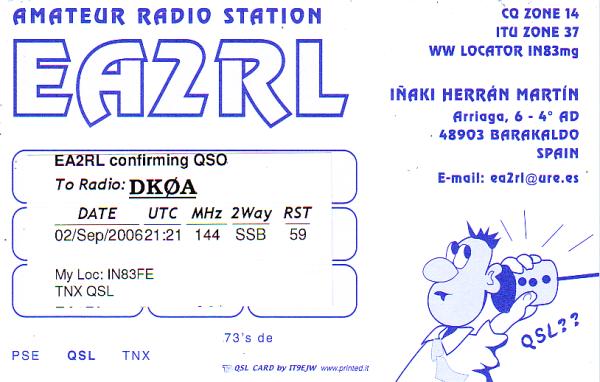 AMATEUR RADIO STATION
EA2RL
CQ ZONE 14
ITU ZONE 37
WW LOCATOR IN83mg
IÑAKI HERRÁN MARTÍN
Arriaga, 6 - 4° AD
48903 BARAKALDO
SPAIN
E-mail: ea2rl@ure.es
EA2RL confirming QSO
To Radio: DKØA
DATE UTC MHz 2Way RST
02/Sep/2006 21:21 144 SSB 59
My Loc: IN83FE
TNX QSL
QSL??
73's de
PSE QSL TNX
QSL CARD by IT9EJW www.printed.it